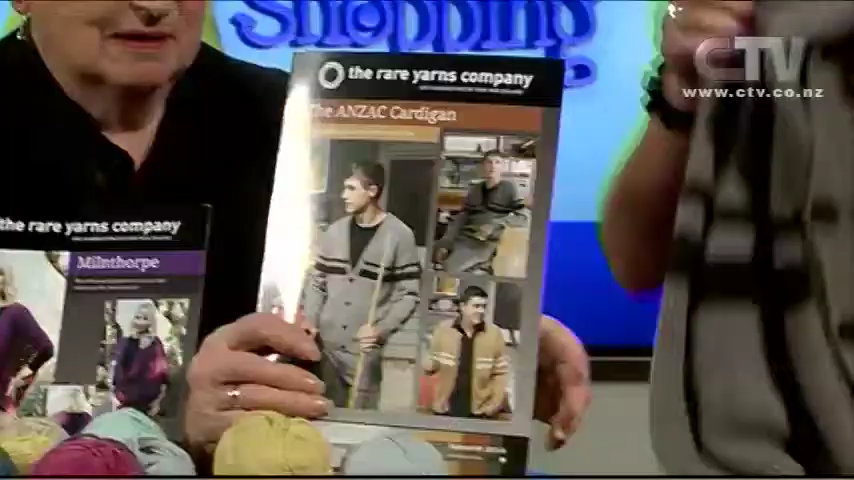 Shopping
CTV
www.ctv.co.nz
the rare yarns company
The ANZAC Cardigan
the rare yarns company
Milnthorpe